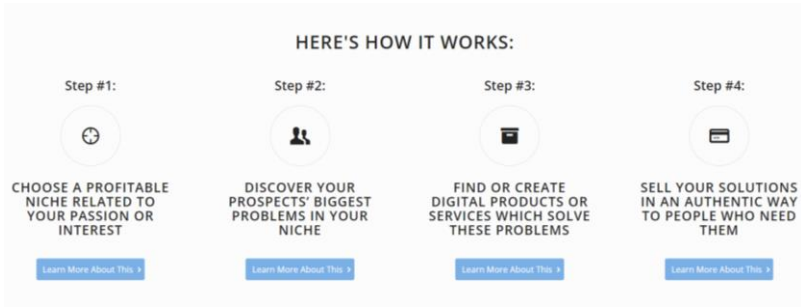 HERE'S HOW IT WORKS:
Step #1:
CHOOSE A PROFITABLE
NICHE RELATED TO
YOUR PASSION OR
INTEREST
Learn More About This ›
Step #2:
DISCOVER YOUR
PROSPECTS' BIGGEST
PROBLEMS IN YOUR
NICHE
Learn More About This ›
Step #3:
FIND OR CREATE
DIGITAL PRODUCTS OR
SERVICES WHICH SOLVE
THESE PROBLEMS
Learn More About This ›
Step #4:
SELL YOUR SOLUTIONS
IN AN AUTHENTIC WAY
TO PEOPLE WHO NEED
THEM
Learn More About This ›